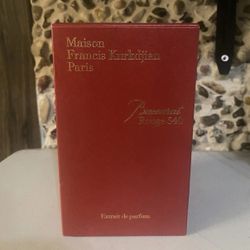 Maison
Francis Kurkdjian
Paris
Baccarat
Rouge 540
Extrait de parfum